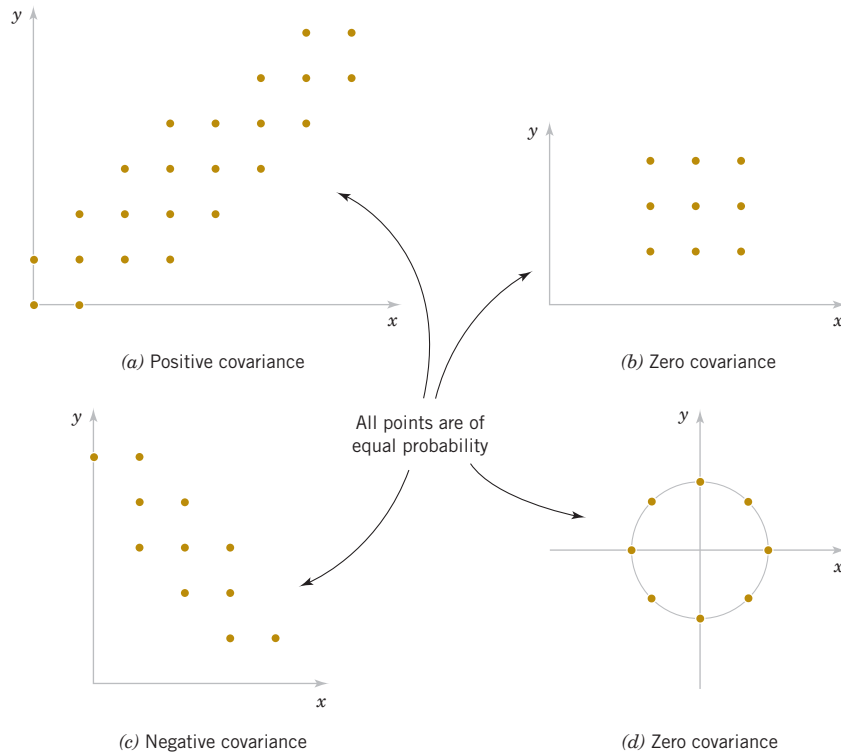 y
x
(a) Positive covariance
y
x
(b) Zero covariance
All points are of
equal probability
y
x
(c) Negative covariance
y
x
(d) Zero covariance